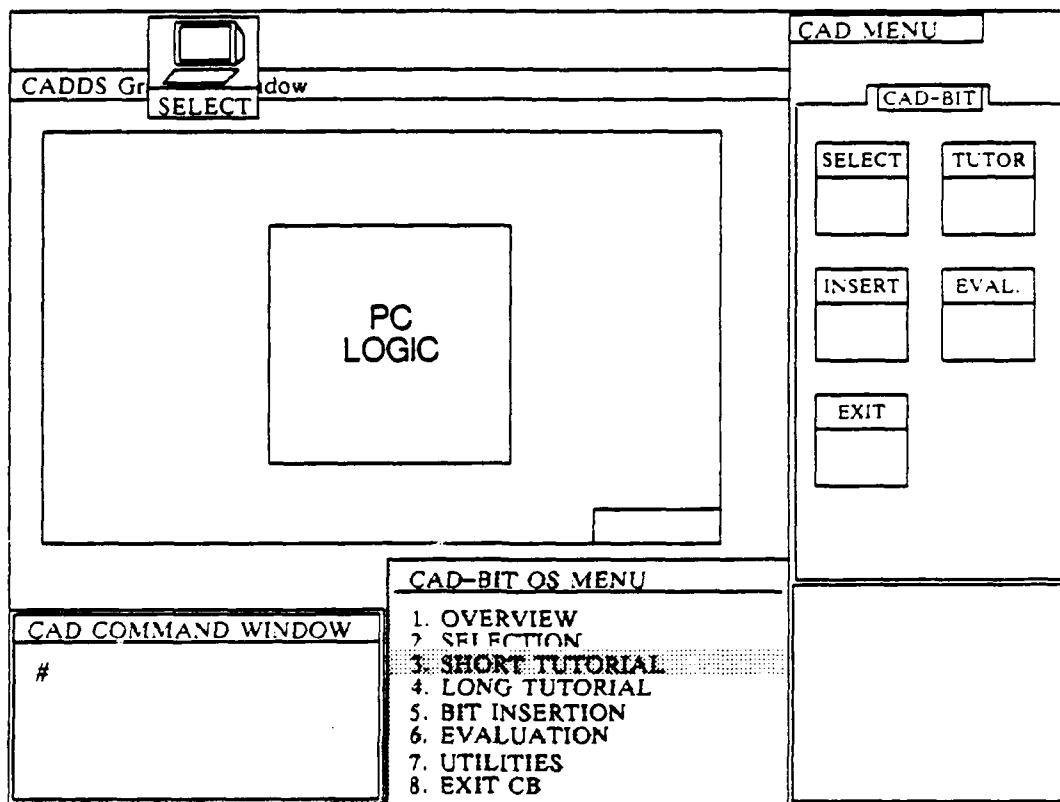 CAD MENU
CADDS Gr dow
SELECT
CAD-BIT
SELECT TUTOR
INSERT EVAL.
EXIT
PC
LOGIC
CAD-BIT OS MENU
1. OVERVIEW
2. SELECTION
3. SHORT TUTORIAL
4. LONG TUTORIAL
5. BIT INSERTION
6. EVALUATION
7. UTILITIES
8. EXIT CB
CAD COMMAND WINDOW
#